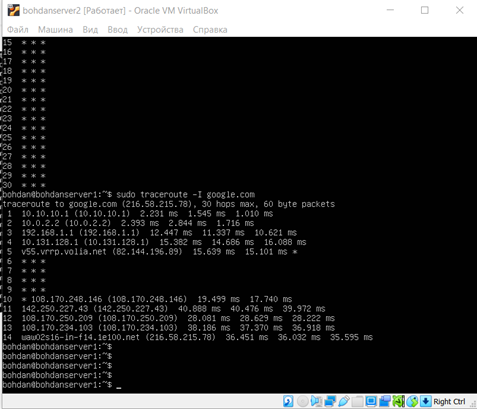 bohdanserver2 [Работает] - Oracle VM VirtualBox
Файл Машина Вид Ввод Устройства Справка
15 * * *
16 * * *
17 * * *
18 * * *
19 * * *
20 * * *
21 * * *
22 * * *
23 * * *
24 * * *
25 * * *
26 * * *
27 * * *
28 * * *
29 * * *
30 * * *
bohdan@bohdanserver1:~$ sudo traceroute -I google.com
traceroute to google.com (216.58.215.78), 30 hops max, 60 byte packets
1 10.10.10.1 (10.10.10.1) 2.231 ms 1.545 ms 1.010 ms
2 10.0.2.2 (10.0.2.2) 2.393 ms 2.844 ms 1.716 ms
3 192.168.1.1 (192.168.1.1) 12.447 ms 11.337 ms 10.621 ms
4 10.131.128.1 (10.131.128.1) 15.382 ms 14.686 ms 16.088 ms
5 v55.vrrp.volia.net (82.144.196.89) 15.639 ms 15.101 ms *
6 * * *
7 * * *
8 * * *
9 * * *
10 * 108.170.248.146 (108.170.248.146) 19.499 ms 17.740 ms
11 142.250.227.43 (142.250.227.43) 40.888 ms 40.476 ms 39.972 ms
12 108.170.250.209 (108.170.250.209) 28.081 ms 28.629 ms 28.222 ms
13 108.170.234.103 (108.170.234.103) 38.186 ms 37.370 ms 36.918 ms
14 waw02s16-in-f14.1e100.net (216.58.215.78) 36.451 ms 36.032 ms 35.595 ms
bohdan@bohdanserver1:~$
bohdan@bohdanserver1:~$
bohdan@bohdanserver1:~$
bohdan@bohdanserver1:~$
bohdan@bohdanserver1:~$ _
Right Ctrl